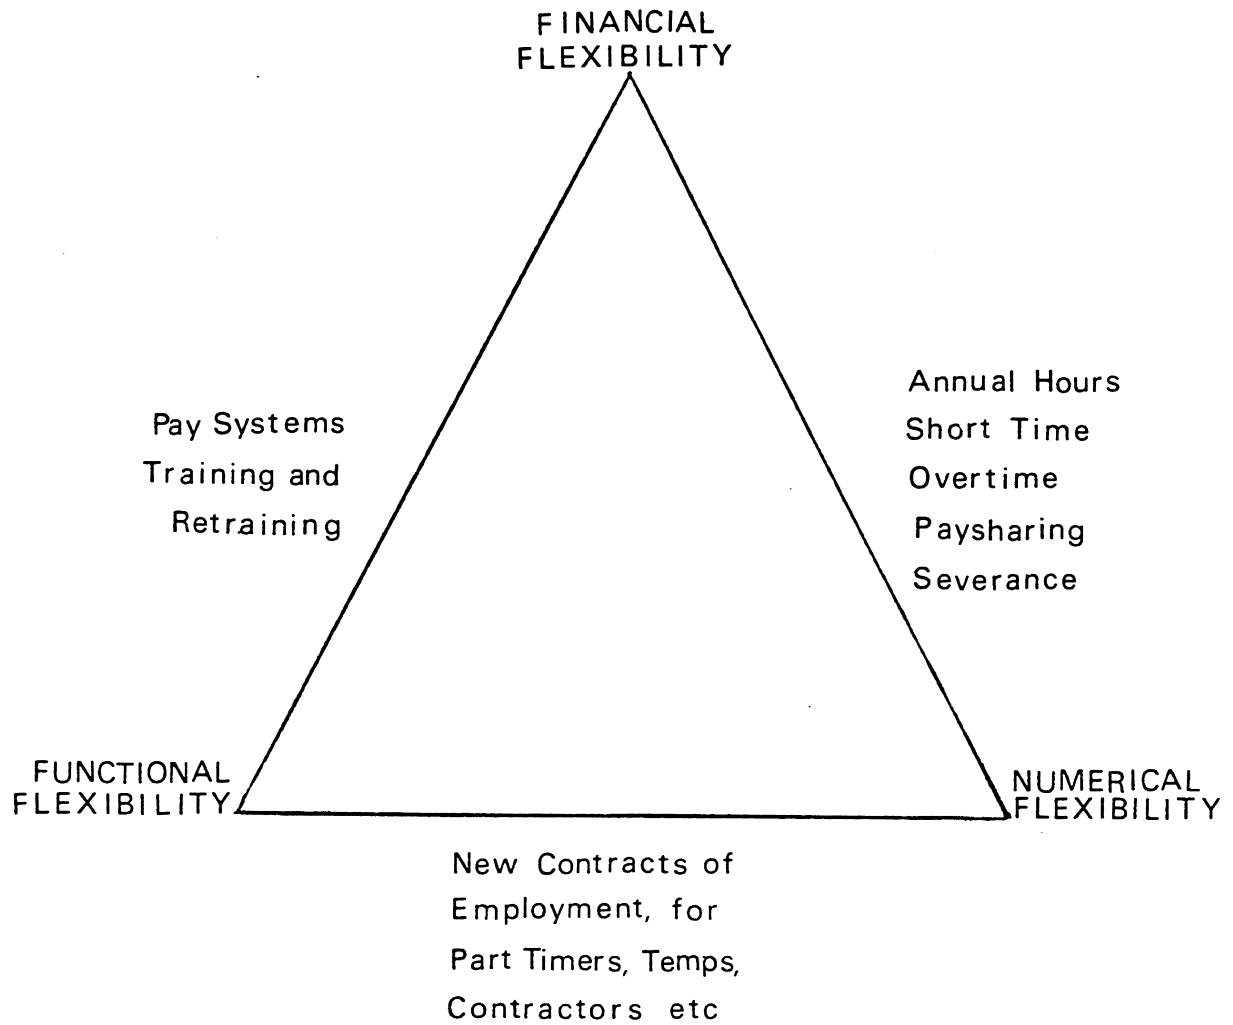 FINANCIAL
FLEXIBILITY
Pay Systems
Training and
Retraining
Annual Hours
Short Time
Overtime
Paysharing
Severance
FUNCTIONAL
FLEXIBILITY
NUMERICAL
FLEXIBILITY
New Contracts of
Employment, for
Part Timers, Temps,
Contractors etc